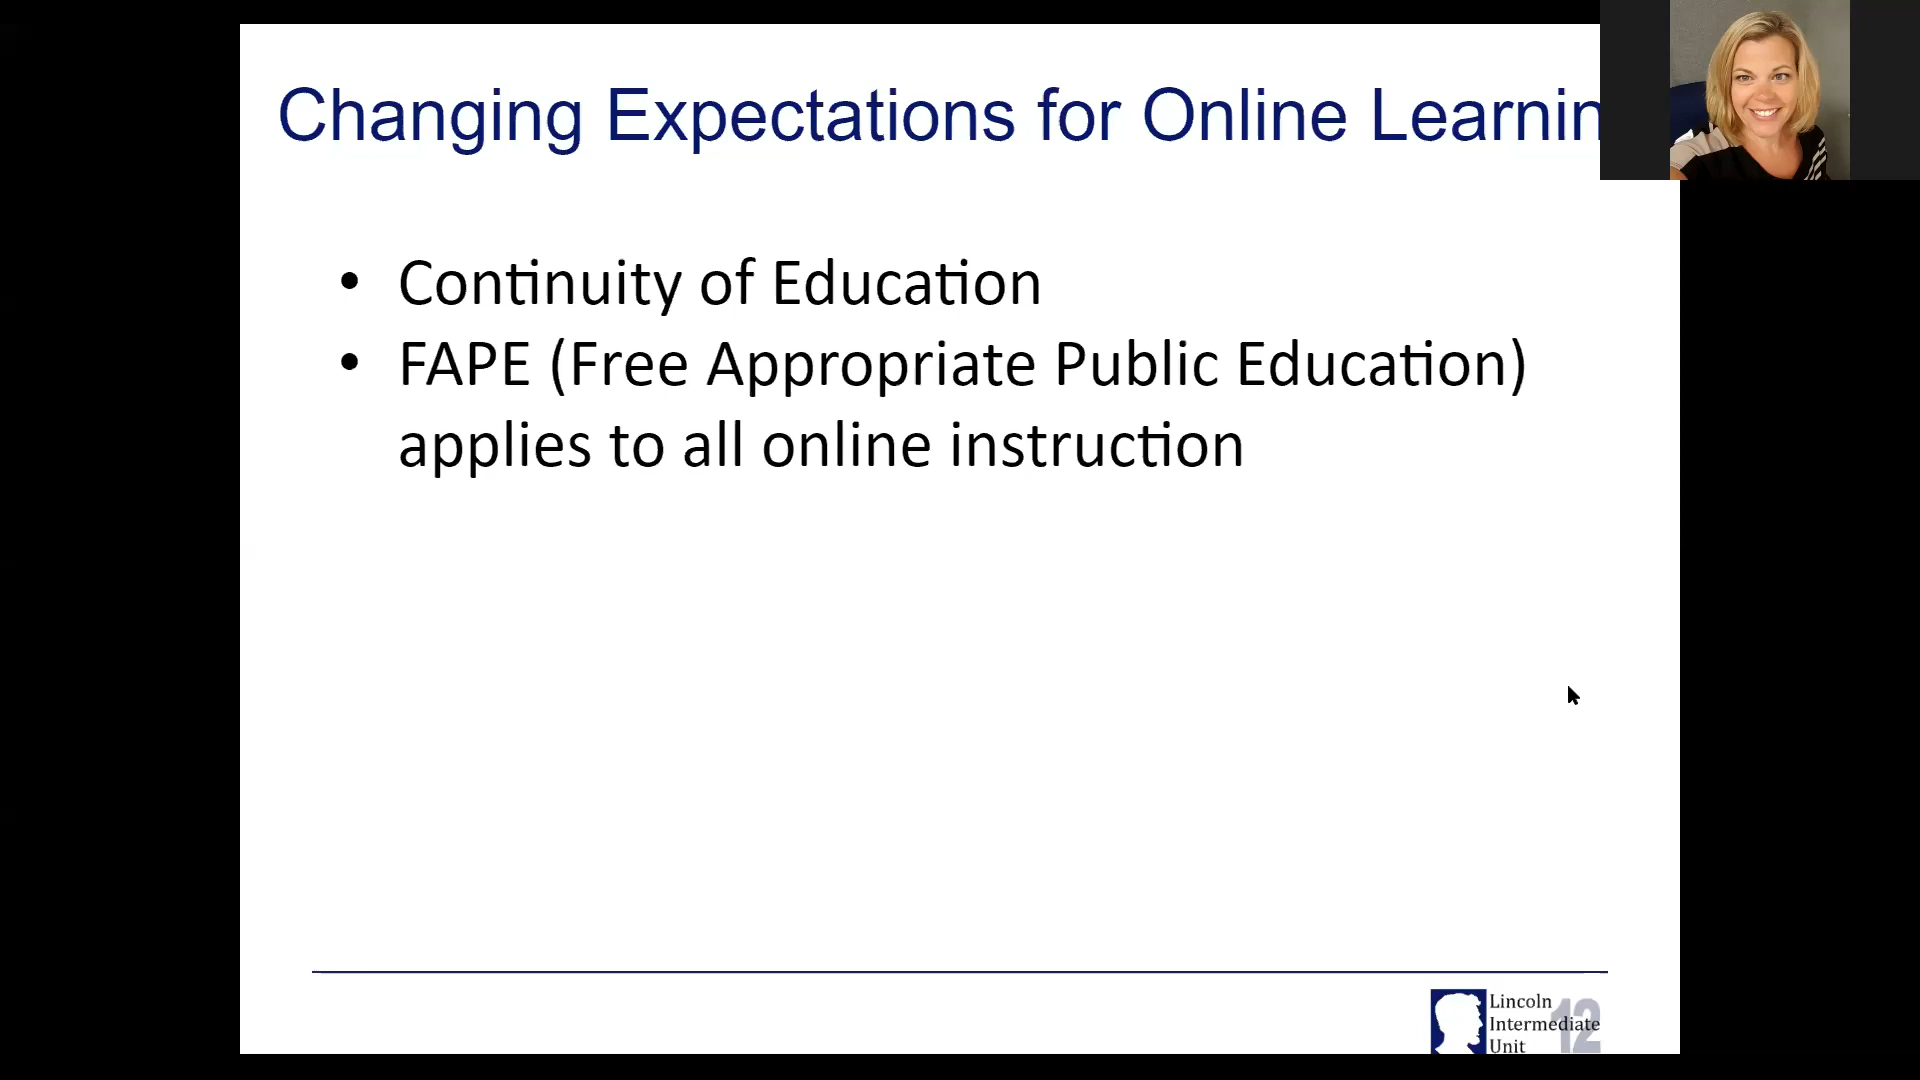 Changing Expectations for Online Learnin
• Continuity of Education
• FAPE (Free Appropriate Public Education)
applies to all online instruction
Lincoln
Intermediate
Unit
12